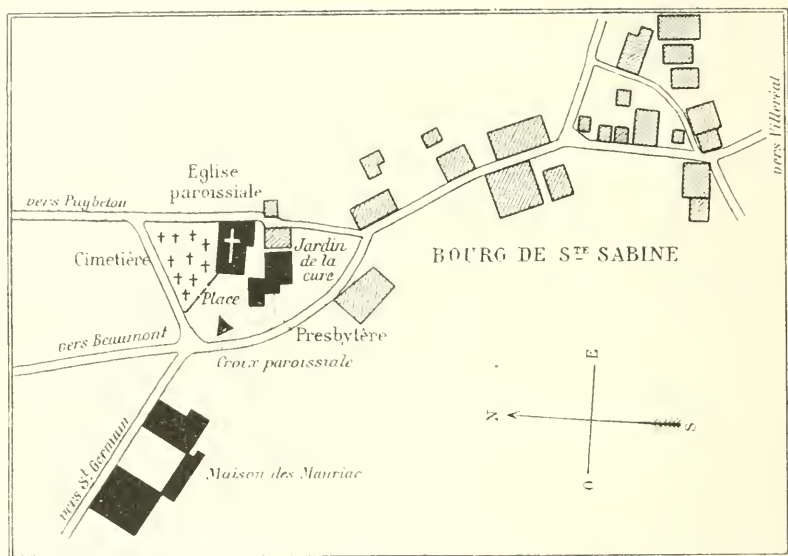 vers Villeréal
Eglise
paroissiale
vers Puybeton
Cimetière
Jardin
de la
cure
BOURG DE STE SABINE
Place
vers Beaumont
Presbytère
Croix paroissiale
E
N
S
O
vers St Germain
Maison des Mauriac